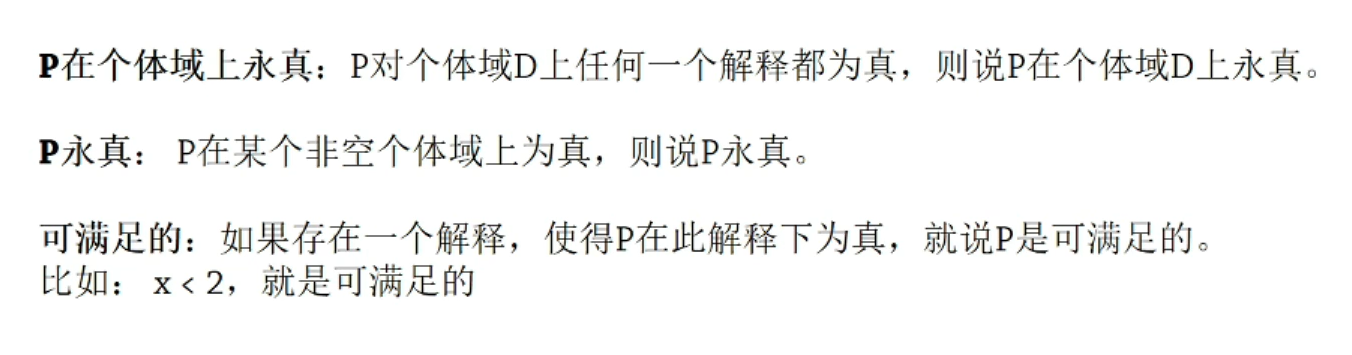 P在个体域上永真：P对个体域D上任何一个解释都为真，则说P在个体域D上永真。
P永真： P在某个非空个体域上为真，则说P永真。
可满足的：如果存在一个解释，使得P在此解释下为真，就说P是可满足的。
比如： x < 2，就是可满足的